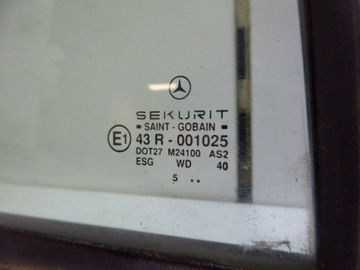 SEKURIT
SAINT - GOBAIN
E1 43 R - 001025
DOT27 M24100 AS2
ESG WD 40
5 ..